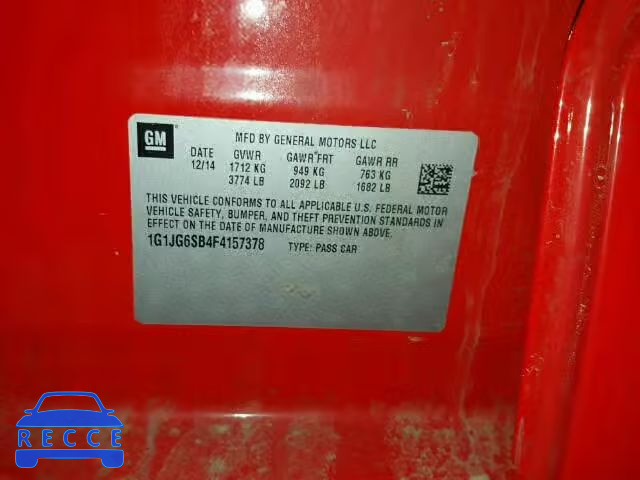 GM
MFD BY GENERAL MOTORS LLC
DATE GVWR GAWR FRT GAWR RR
12/14 1712 KG 949 KG 763 KG
3774 LB 2092 LB 1682 LB
THIS VEHICLE CONFORMS TO ALL APPLICABLE U.S. FEDERAL MOTOR
VEHICLE SAFETY, BUMPER, AND THEFT PREVENTION STANDARDS
IN EFFECT ON THE DATE OF MANUFACTURE SHOWN ABOVE.
1G1JG6SB4F4157378 TYPE: PASS CAR
RECCE